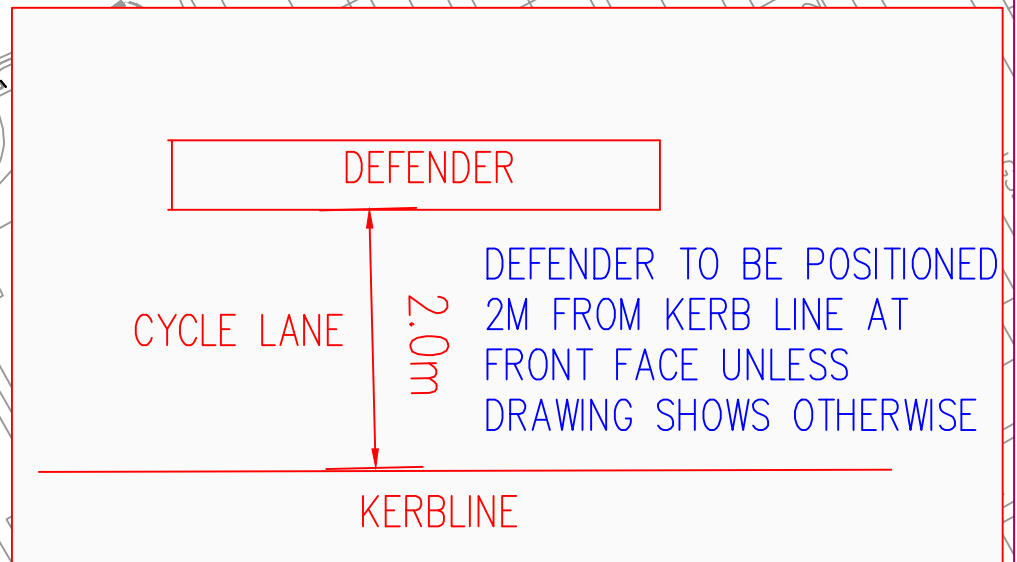 DEFENDER
DEFENDER TO BE POSITIONED
2M FROM KERB LINE AT
FRONT FACE UNLESS
DRAWING SHOWS OTHERWISE
CYCLE LANE
2.0m
KERBLINE